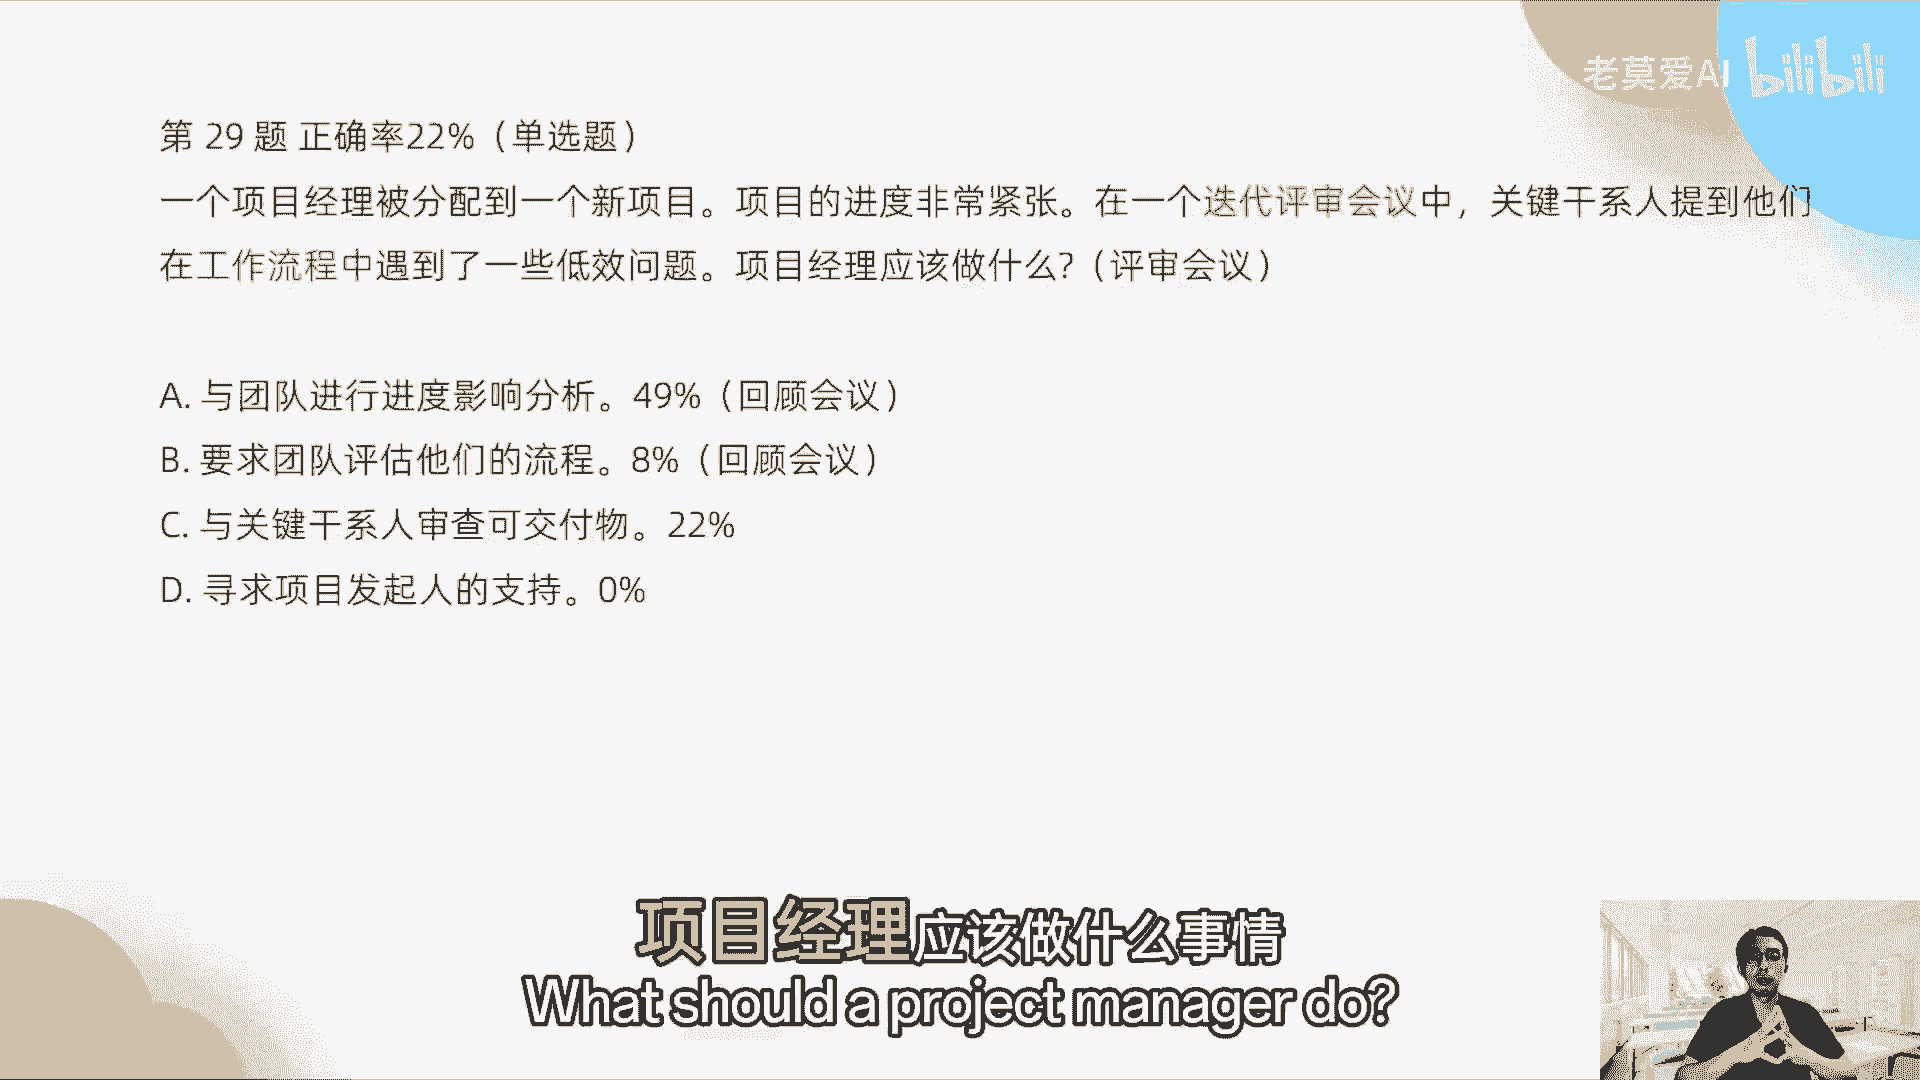 老莫爱AI bilibili
第 29 题 正确率22%（单选题）
一个项目经理被分配到一个新项目。项目的进度非常紧张。在一个迭代评审会议中，关键干系人提到他们
在工作流程中遇到了一些低效问题。项目经理应该做什么?（评审会议）
A. 与团队进行进度影响分析。49%（回顾会议）
B. 要求团队评估他们的流程。8%（回顾会议）
C. 与关键干系人审查可交付物。22%
D. 寻求项目发起人的支持。0%
项目经理应该做什么事情
What should a project manager do?